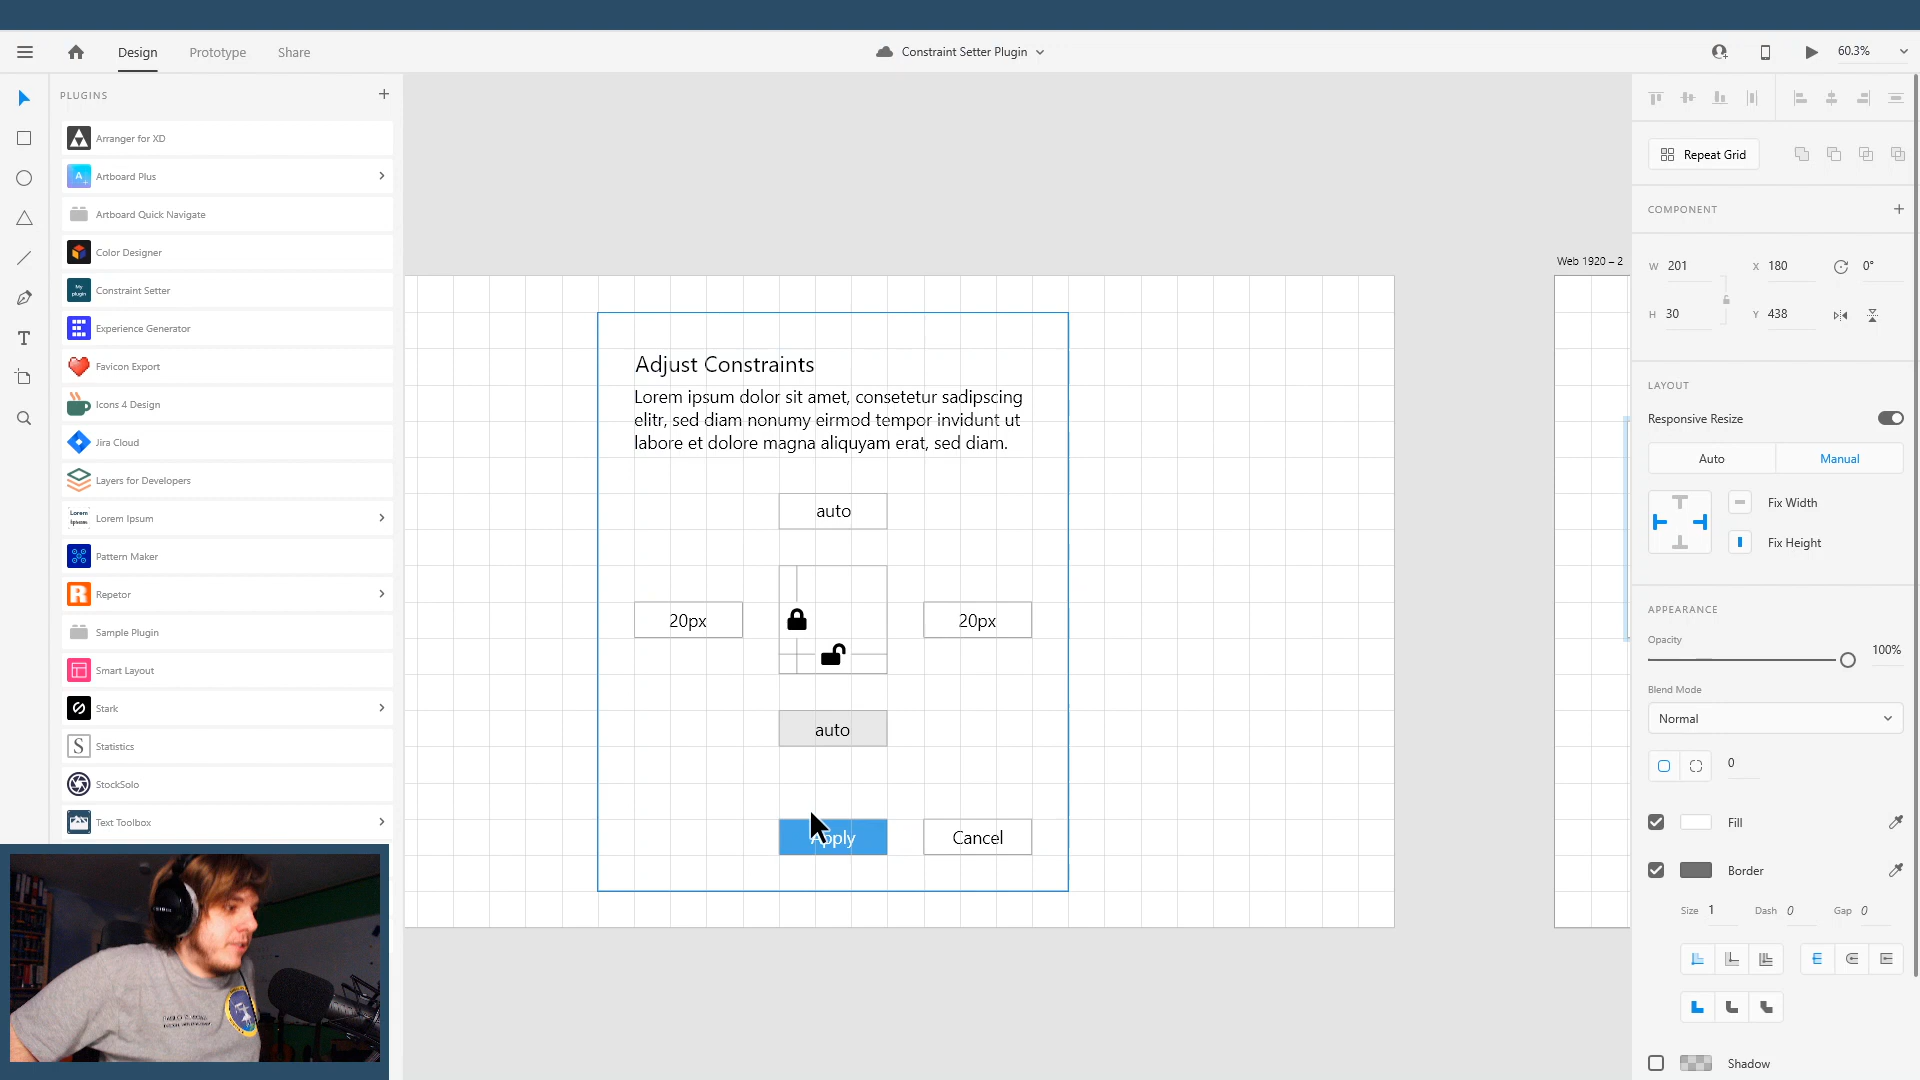 Design
Prototype
Share
Constraint Setter Plugin
60.3%
PLUGINS
Arranger for XD
A
Artboard Plus
Artboard Quick Navigate
Color Designer
My plugin
Constraint Setter
Experience Generator
Favicon Export
Icons 4 Design
Jira Cloud
Layers for Developers
Lorem Ipsum
Lorem Ipsum
Pattern Maker
R
Repetor
Sample Plugin
Smart Layout
Stark
S
Statistics
StockSolo
Text Toolbox
Adjust Constraints
Lorem ipsum dolor sit amet, consetetur sadipscing
elitr, sed diam nonumy eirmod tempor invidunt ut
labore et dolore magna aliquyam erat, sed diam.
auto
20px
20px
auto
Apply
Cancel
Web 1920 – 2
Repeat Grid
COMPONENT
W 201
X 180
0°
H 30
Y 438
LAYOUT
Responsive Resize
Auto
Manual
Fix Width
Fix Height
APPEARANCE
Opacity
100%
Blend Mode
Normal
0
Fill
Border
Size 1
Dash 0
Gap 0
Shadow